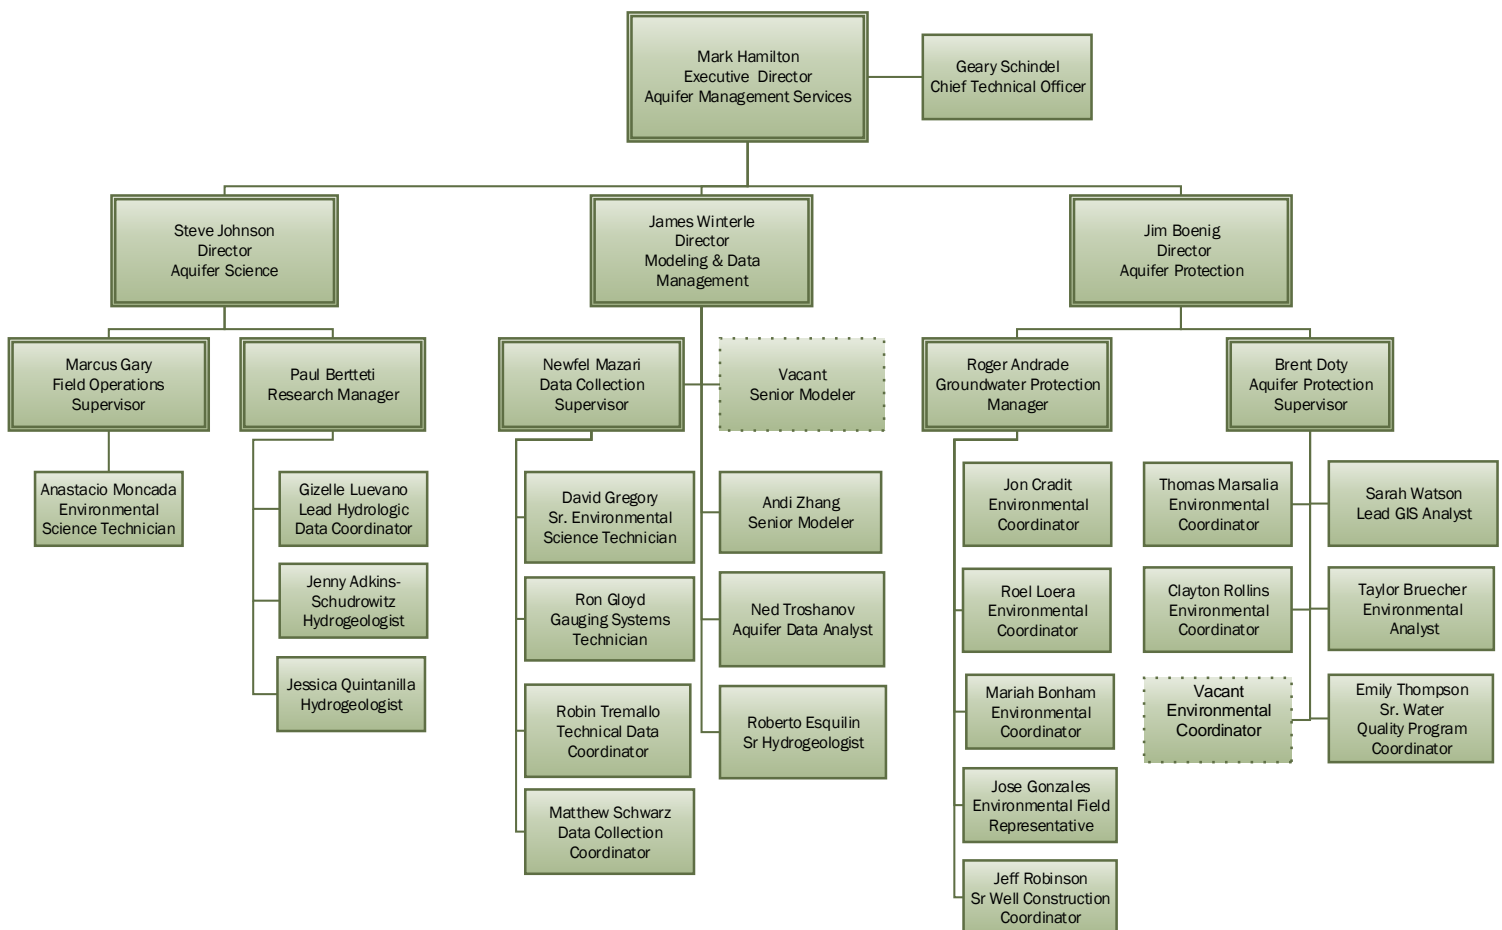 Mark Hamilton
Executive Director
Aquifer Management Services
Geary Schindel
Chief Technical Officer
Steve Johnson
Director
Aquifer Science
James Winterle
Director
Modeling & Data
Management
Jim Boenig
Director
Aquifer Protection
Marcus Gary
Field Operations
Supervisor
Paul Bertteti
Research Manager
Newfel Mazari
Data Collection
Supervisor
Vacant
Senior Modeler
Roger Andrade
Groundwater Protection
Manager
Brent Doty
Aquifer Protection
Supervisor
Anastacio Moncada
Environmental
Science Technician
Gizelle Luevano
Lead Hydrologic
Data Coordinator
Jenny Adkins-
Schudrowitz
Hydrogeologist
Jessica Quintanilla
Hydrogeologist
David Gregory
Sr. Environmental
Science Technician
Ron Gloyd
Gauging Systems
Technician
Robin Tremallo
Technical Data
Coordinator
Matthew Schwarz
Data Collection
Coordinator
Andi Zhang
Senior Modeler
Ned Troshanov
Aquifer Data Analyst
Roberto Esquilin
Sr Hydrogeologist
Jon Cradit
Environmental
Coordinator
Roel Loera
Environmental
Coordinator
Mariah Bonham
Environmental
Coordinator
Jose Gonzales
Environmental Field
Representative
Jeff Robinson
Sr Well Construction
Coordinator
Thomas Marsalia
Environmental
Coordinator
Clayton Rollins
Environmental
Coordinator
Vacant
Environmental
Coordinator
Sarah Watson
Lead GIS Analyst
Taylor Bruecher
Environmental
Analyst
Emily Thompson
Sr. Water
Quality Program
Coordinator